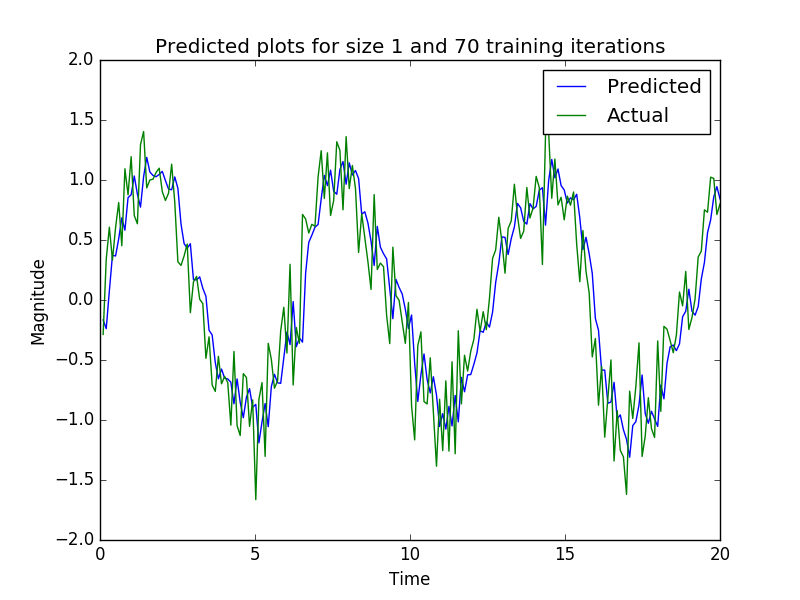 Predicted plots for size 1 and 70 training iterations
Predicted
Actual
2.0
1.5
1.0
0.5
0.0
−0.5
−1.0
−1.5
−2.0
Magnitude
0 5 10 15 20
Time